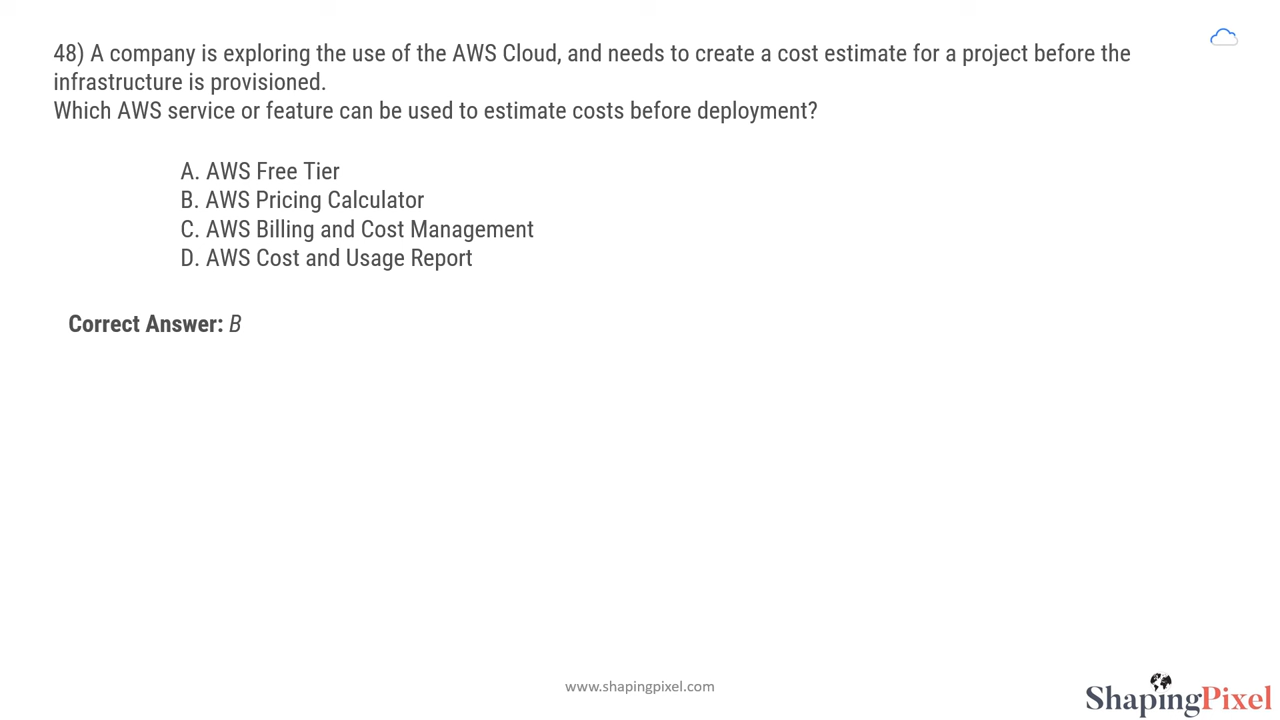 48) A company is exploring the use of the AWS Cloud, and needs to create a cost estimate for a project before the
infrastructure is provisioned.
Which AWS service or feature can be used to estimate costs before deployment?
A. AWS Free Tier
B. AWS Pricing Calculator
C. AWS Billing and Cost Management
D. AWS Cost and Usage Report
Correct Answer: B
www.shapingpixel.com
ShapingPixel